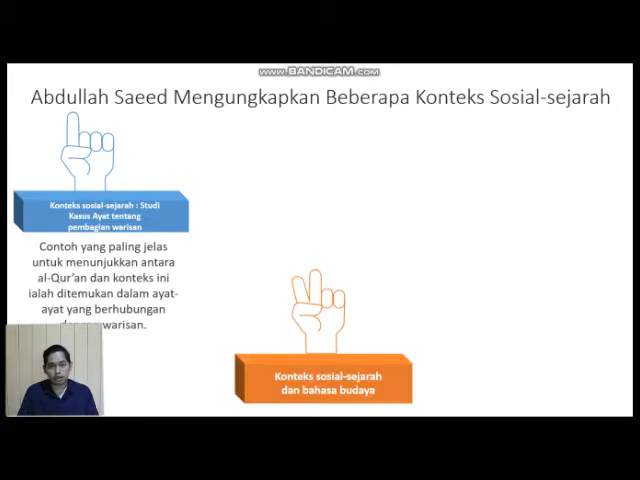 WWW.BANDICAM.COM
Abdullah Saeed Mengungkapkan Beberapa Konteks Sosial-sejarah
Konteks sosial-sejarah : Studi
Kasus Ayat tentang
pembagian warisan
Contoh yang paling jelas
untuk menunjukkan antara
al-Qur’an dan konteks ini
ialah ditemukan dalam ayat-
ayat yang berhubungan
warisan.
Konteks sosial-sejarah
dan bahasa budaya